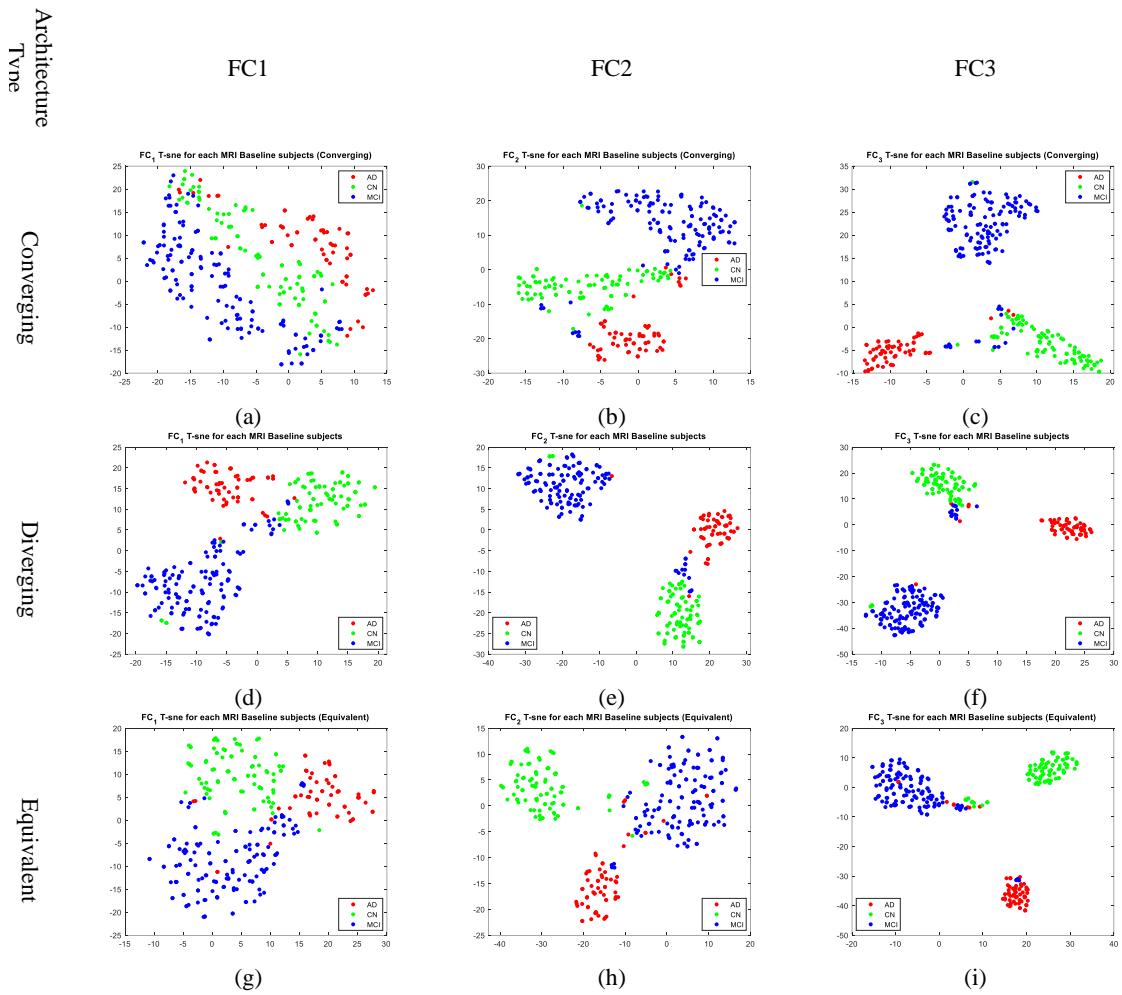 Architecture
Type
FC1
FC2
FC3
Converging
FC1 T-sne for each MRI Baseline subjects (Converging)
25
20
15
10
5
0
-5
-10
-15
-20
-25 -20 -15 -10 -5 0 5 10 15
AD
CN
MCI
(a)
FC2 T-sne for each MRI Baseline subjects (Converging)
30
20
10
0
-10
-20
-30
-20 -15 -10 -5 0 5 10 15
AD
CN
MCI
(b)
FC3 T-sne for each MRI Baseline subjects (Converging)
35
30
25
20
15
10
5
0
-5
-10
-15 -10 -5 0 5 10 15 20
AD
CN
MCI
(c)
Diverging
FC1 T-sne for each MRI Baseline subjects
25
20
15
10
5
0
-5
-10
-15
-20
-25
-20 -15 -10 -5 0 5 10 15 20
AD
CN
MCI
(d)
FC2 T-sne for each MRI Baseline subjects
20
15
10
5
0
-5
-10
-15
-20
-25
-30
-40 -30 -20 -10 0 10 20 30 40
AD
CN
MCI
(e)
FC3 T-sne for each MRI Baseline subjects
30
20
10
0
-10
-20
-30
-40
-50
-15 -10 -5 0 5 10 15 20 25 30
AD
CN
MCI
(f)
Equivalent
FC1 T-sne for each MRI Baseline subjects (Equivalent)
20
15
10
5
0
-5
-10
-15
-20
-25
-15 -10 -5 0 5 10 15 20 25 30
AD
CN
MCI
(g)
FC2 T-sne for each MRI Baseline subjects (Equivalent)
15
10
5
0
-5
-10
-15
-20
-25
-40 -30 -20 -10 0 10 20
AD
CN
MCI
(h)
FC3 T-sne for each MRI Baseline subjects (Equivalent)
20
10
0
-10
-20
-30
-40
-50
-20 -10 0 10 20 30 40
AD
CN
MCI
(i)